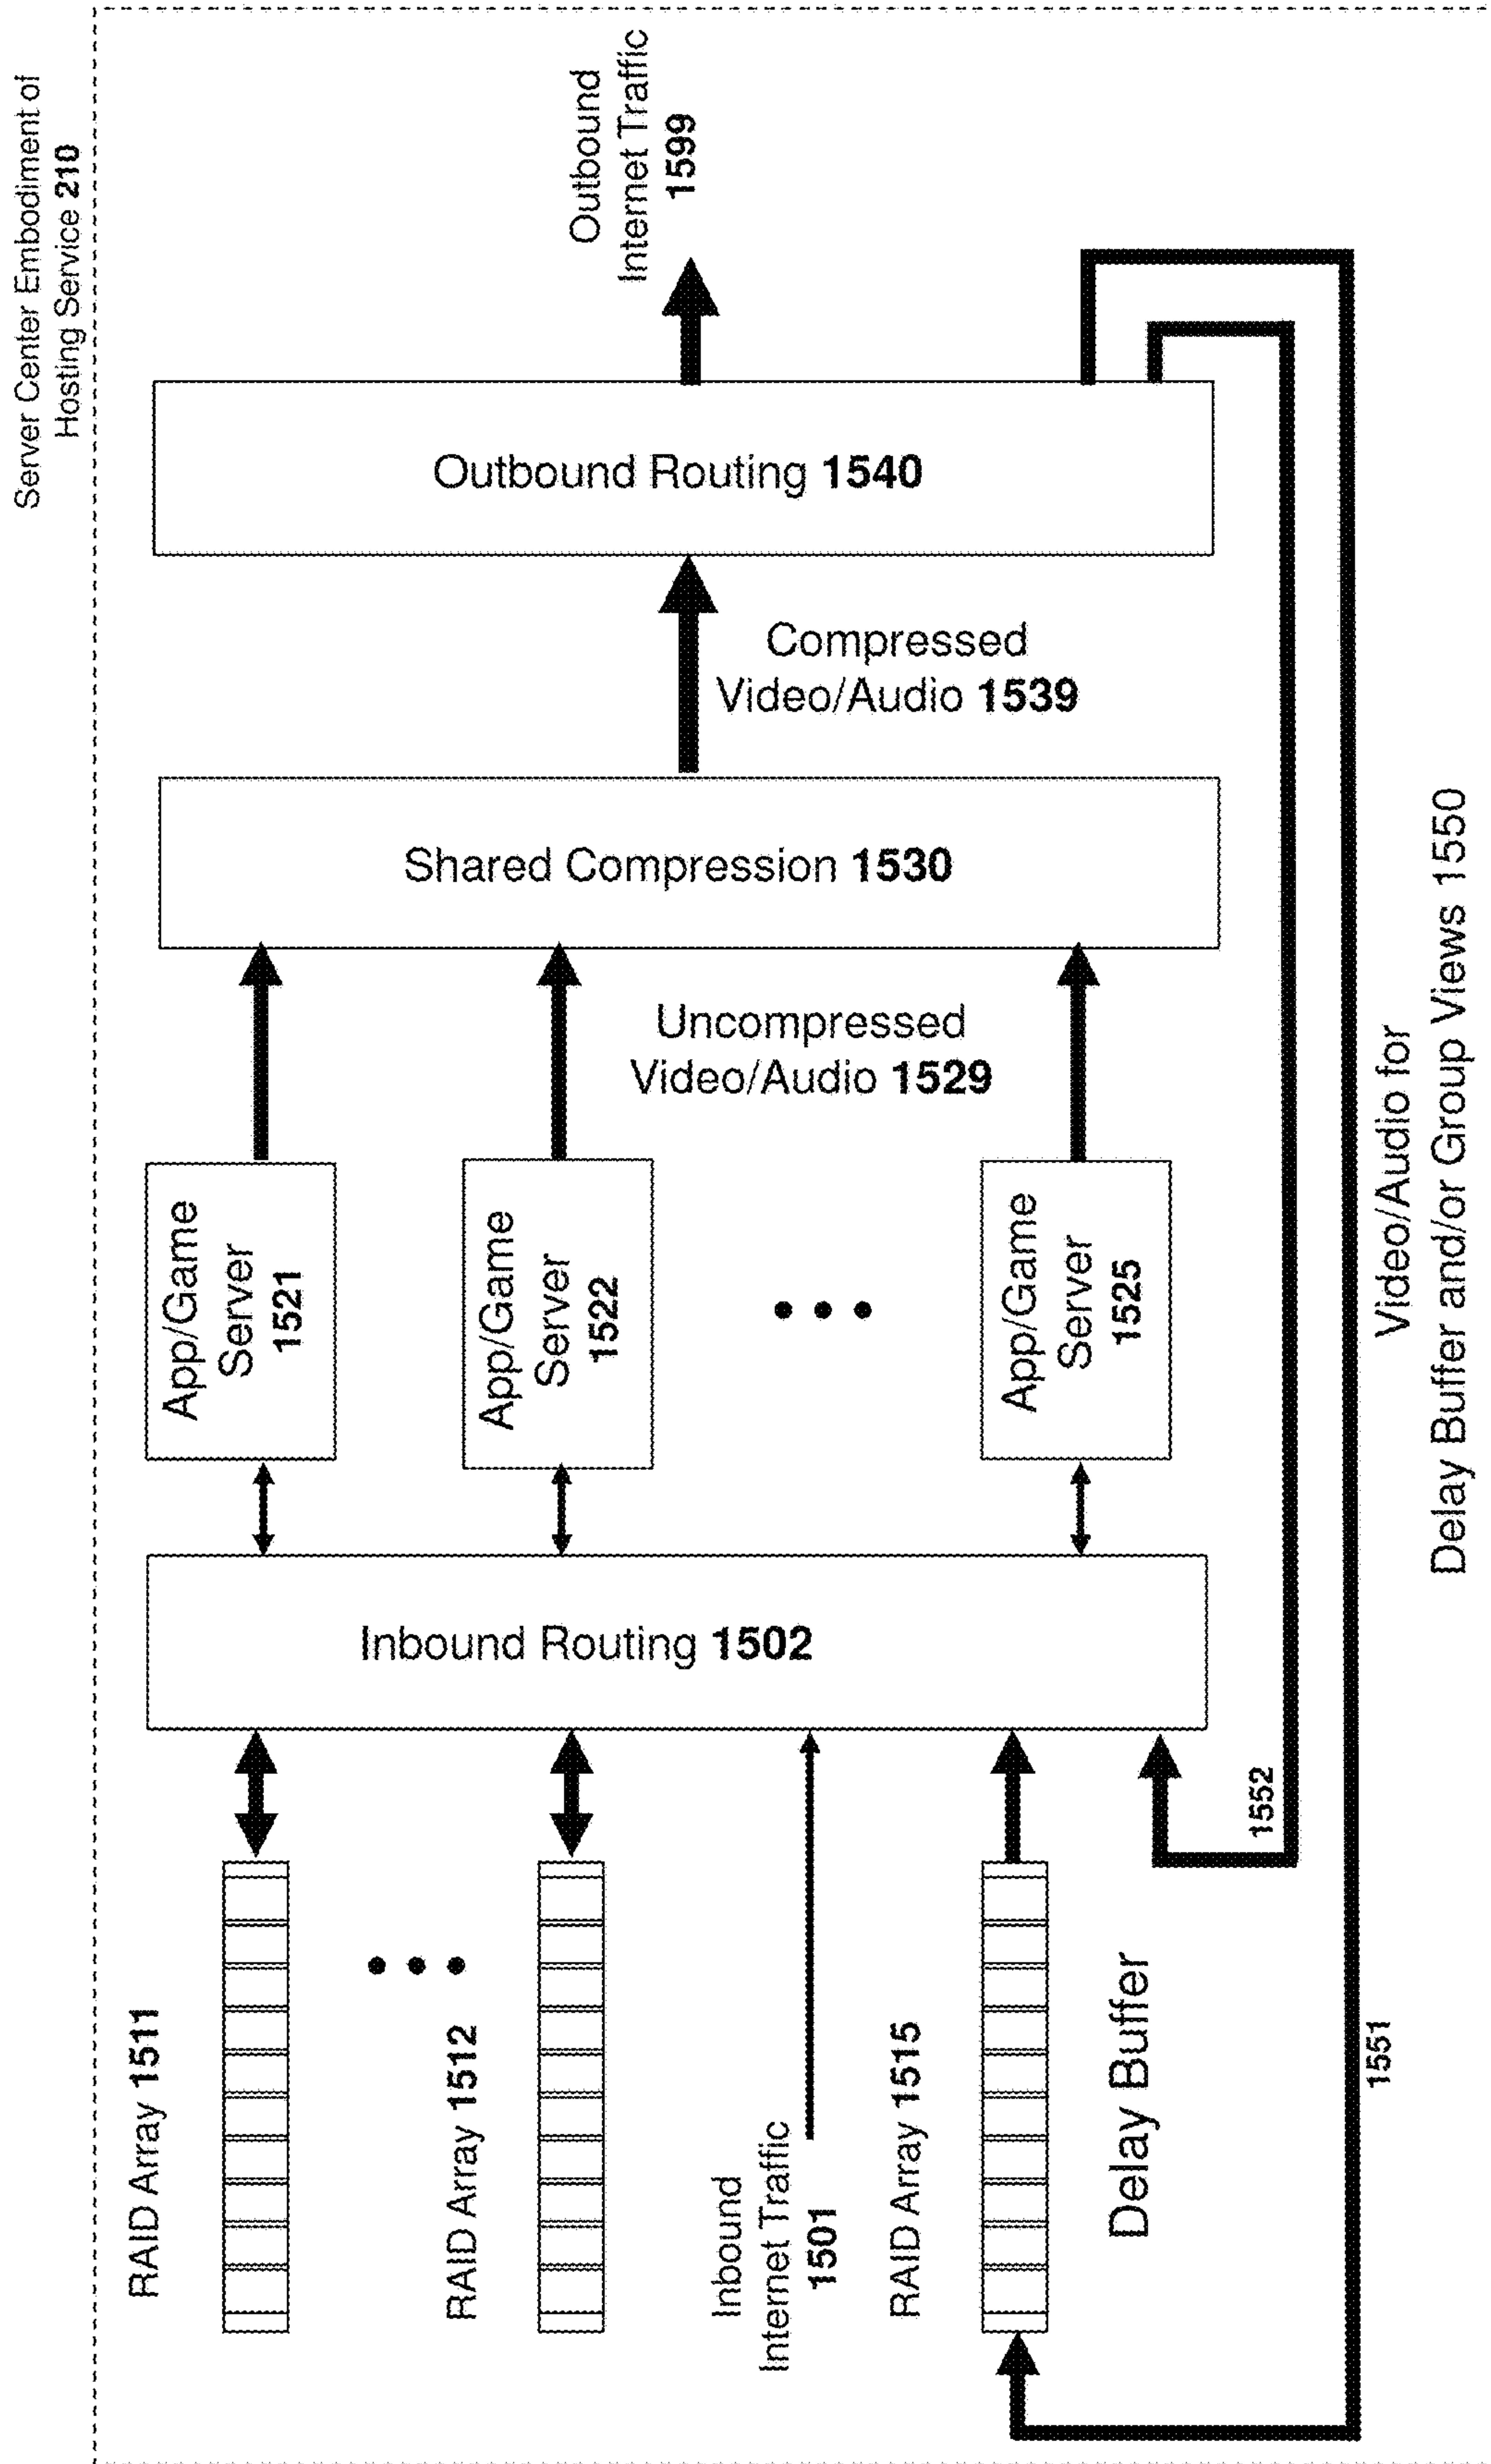 Server Center Embodiment of
Hosting Service 210
RAID Array 1511
RAID Array 1512
Inbound
Internet Traffic
1501
RAID Array 1515
Delay Buffer
Inbound Routing 1502
App/Game
Server
1521
App/Game
Server
1522
App/Game
Server
1525
Uncompressed
Video/Audio 1529
Shared Compression 1530
Compressed
Video/Audio 1539
Outbound Routing 1540
Outbound
Internet Traffic
1599
1552
1551
Video/Audio for
Delay Buffer and/or Group Views 1550